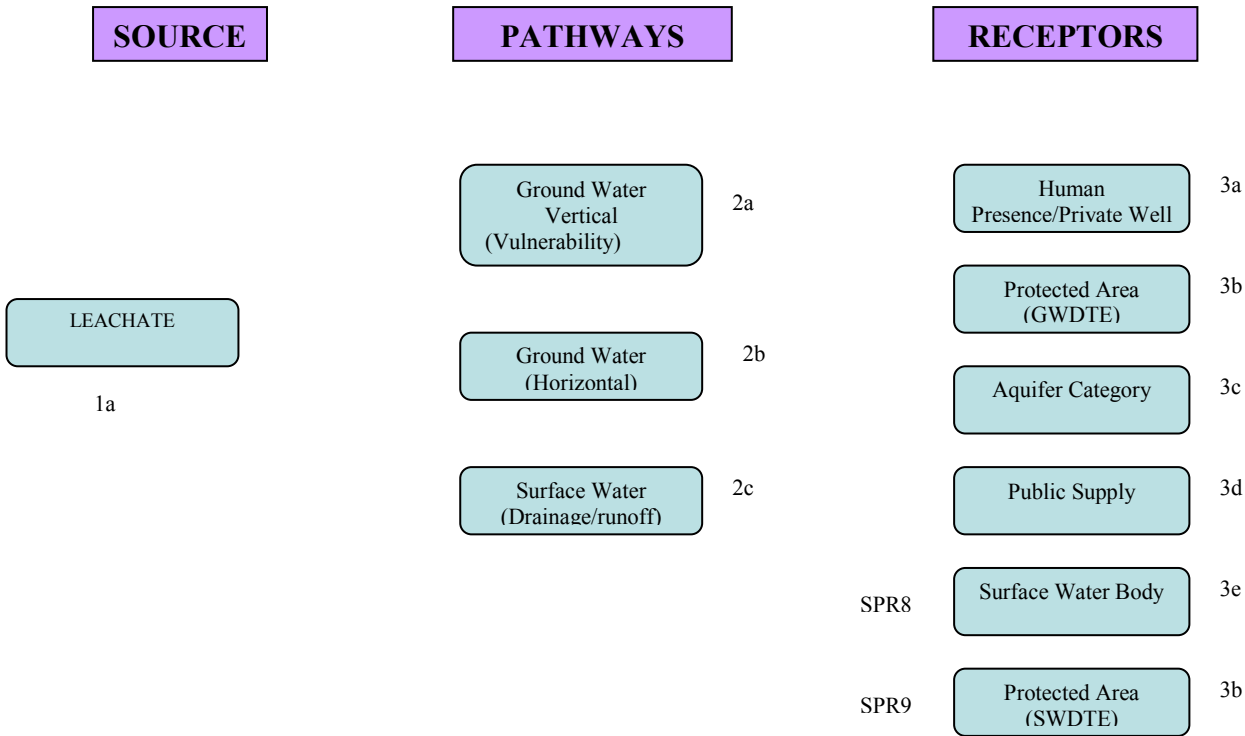 SOURCE
PATHWAYS
RECEPTORS
LEACHATE
1a
Ground Water
Vertical
(Vulnerability)
2a
Ground Water
(Horizontal)
2b
Surface Water
(Drainage/runoff)
2c
Human
Presence/Private Well
3a
Protected Area
(GWDTE)
3b
Aquifer Category
3c
Public Supply
3d
SPR8
Surface Water Body
3e
SPR9
Protected Area
(SWDTE)
3b